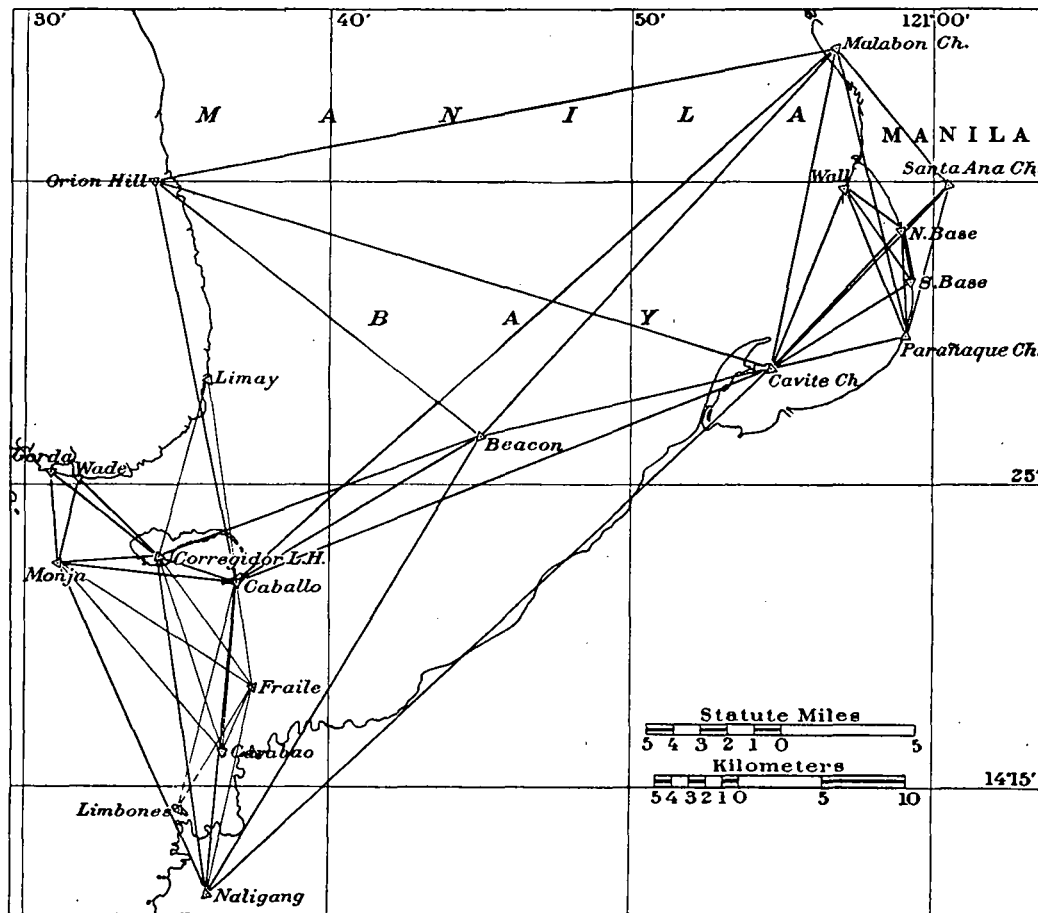 30' 40' 50' 121°00'
Malabon Ch.
M A N I L A
MANILA
Orion Hill
Wall
Santa Ana Ch.
N. Base
S. Base
B A Y
Parañaque Ch.
Cavite Ch.
Limay
Beacon
Gorda
Wade
25'
Corregidor L.H.
Monja
Caballo
Fraile
Statute Miles
5 4 3 2 1 0 5
Carabao
Kilometers
5 4 3 2 1 0 5 10
14°15'
Limbones
Naligang